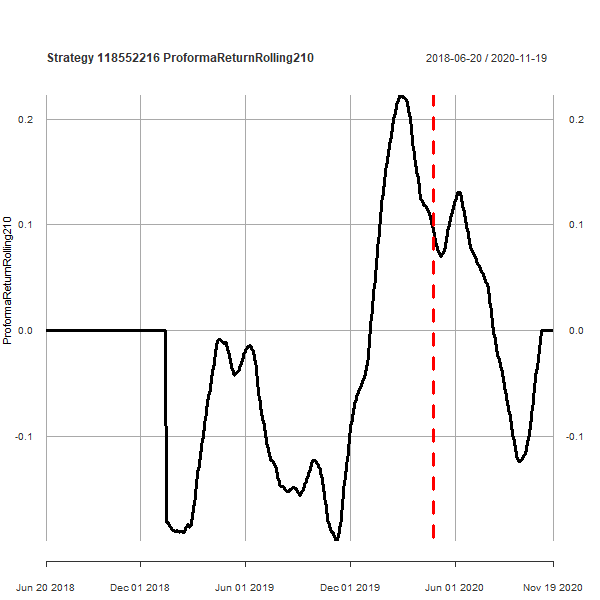 Strategy 118552216 ProformaReturnRolling210
2018-06-20 / 2020-11-19
ProformaReturnRolling210
0.2
0.1
0.0
-0.1
0.2
0.1
0.0
-0.1
Jun 20 2018
Dec 01 2018
Jun 01 2019
Dec 01 2019
Jun 01 2020
Nov 19 2020